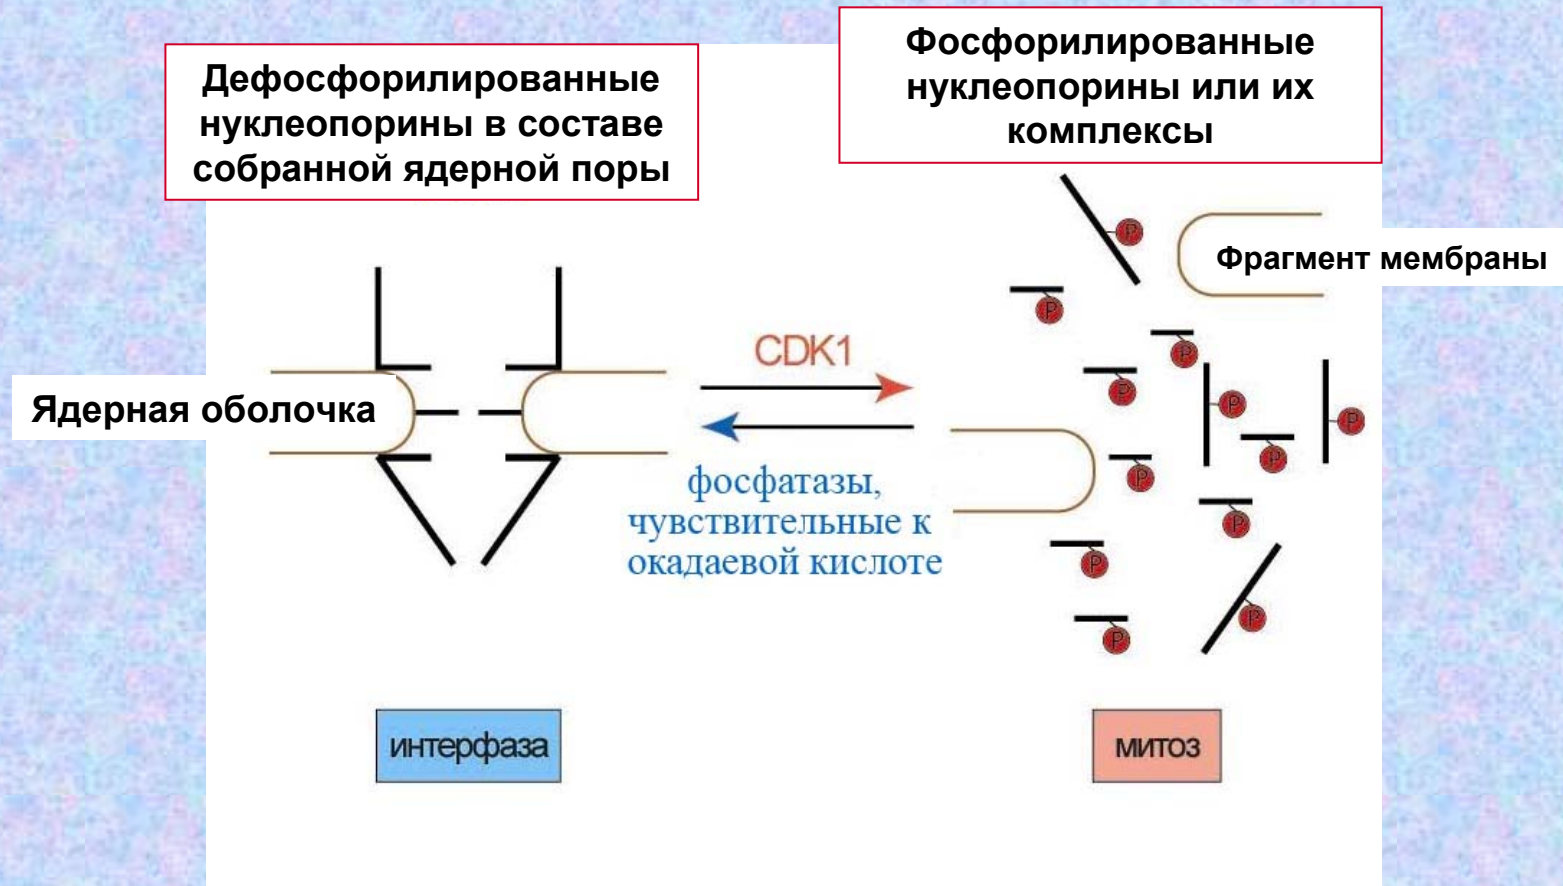 Дефосфорилированные
нуклеопорины в составе
собранной ядерной поры
Фосфорилированные
нуклеопорины или их
комплексы
P
Фрагмент мембраны
P
P
CDK1
P
Ядерная оболочка
P
P
P
P
фосфатазы,
чувствительные к
окадаевой кислоте
P
P
P
P
интерфаза
митоз